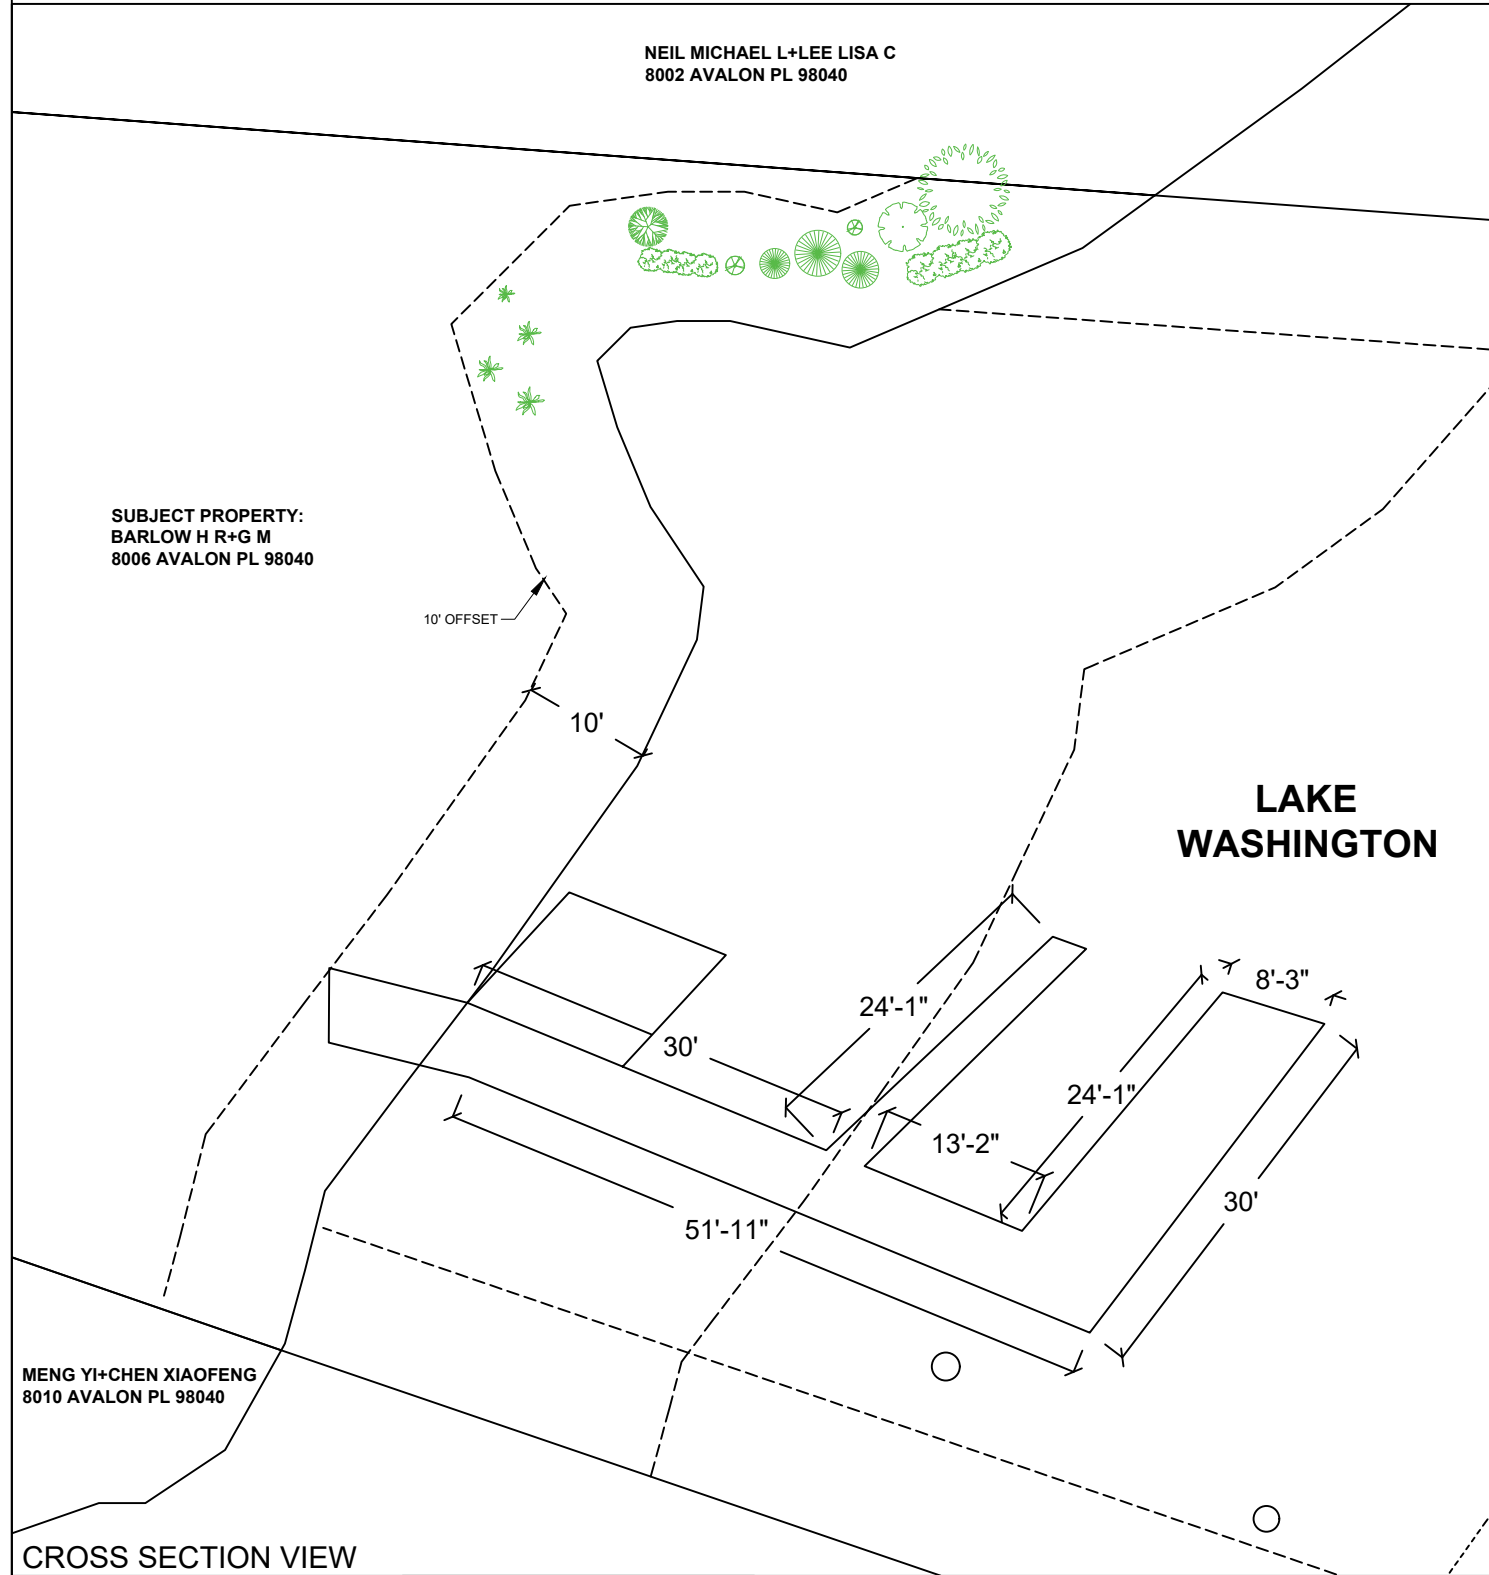 NEIL MICHAEL L+LEE LISA C
8002 AVALON PL 98040
SUBJECT PROPERTY:
BARLOW H R+G M
8006 AVALON PL 98040
10' OFFSET
10'
LAKE
WASHINGTON
8'-3"
24'-1"
30'
24'-1"
13'-2"
30'
51'-11"
MENG YI+CHEN XIAOFENG
8010 AVALON PL 98040
CROSS SECTION VIEW